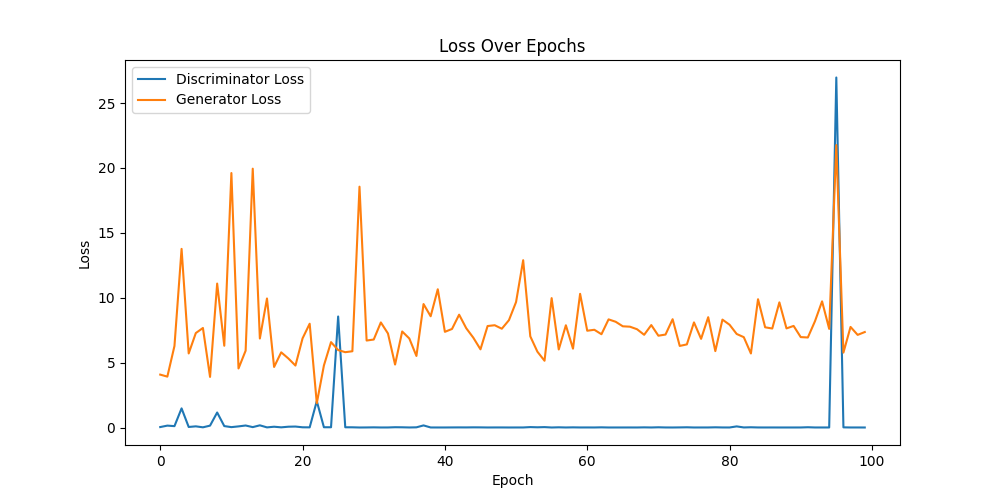 Loss Over Epochs
Discriminator Loss
Generator Loss
25
20
15
10
5
0
Loss
0 20 40 60 80 100
Epoch